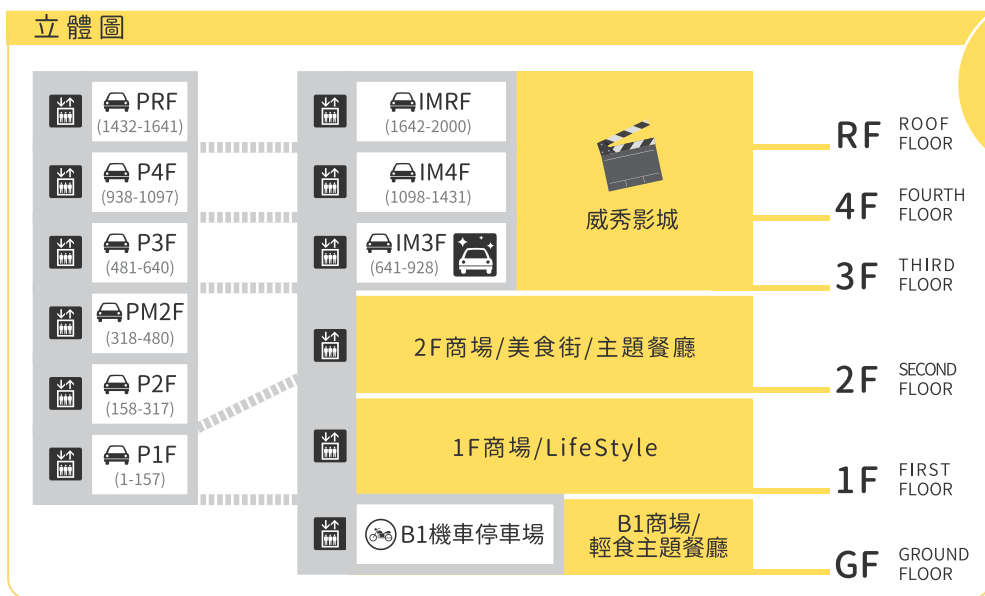 立體圖
PRF
(1432-1641)
P4F
(938-1097)
P3F
(481-640)
PM2F
(318-480)
P2F
(158-317)
P1F
(1-157)
IMRF
(1642-2000)
IM4F
(1098-1431)
IM3F
(641-928)
威秀影城
2F商場/美食街/主題餐廳
1F商場/LifeStyle
B1機車停車場
B1商場/
輕食主題餐廳
RF ROOF
FLOOR
4F FOURTH
FLOOR
3F THIRD
FLOOR
2F SECOND
FLOOR
1F FIRST
FLOOR
GF GROUND
FLOOR